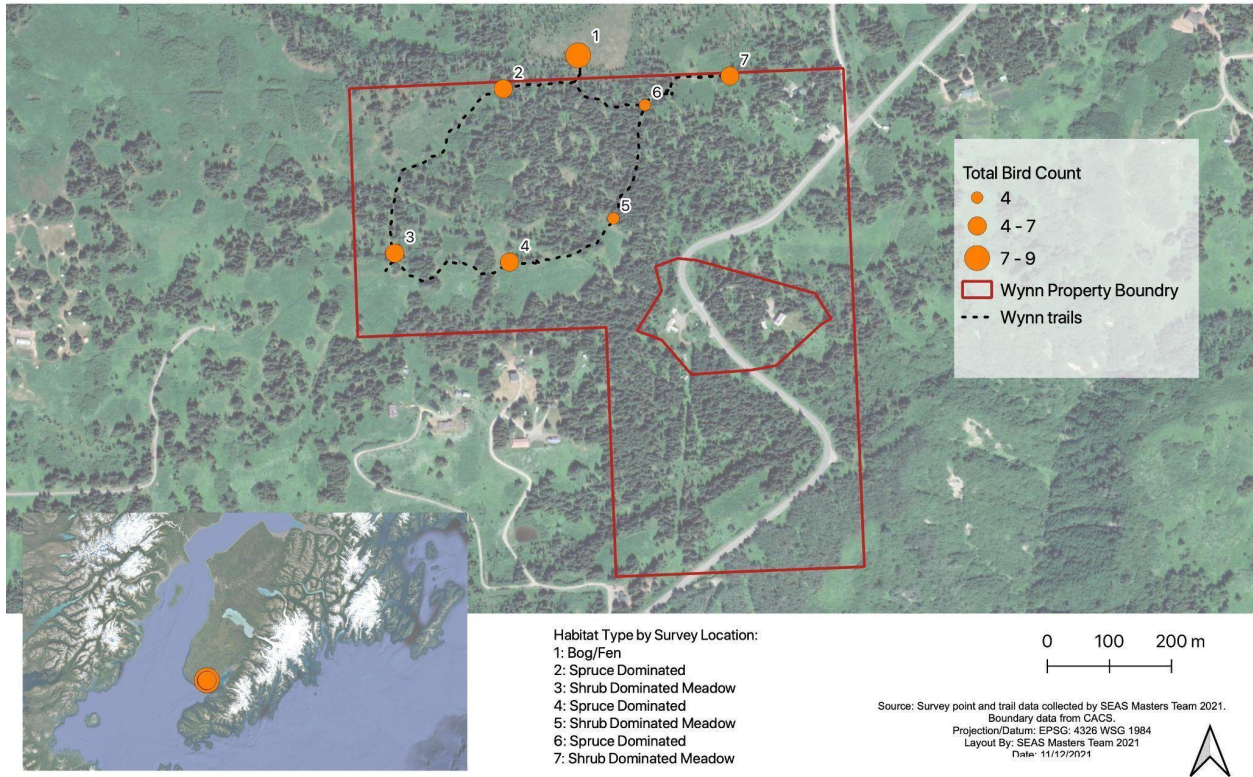 1
2
7
6
5
3
4
Total Bird Count
4
4 - 7
7 - 9
Wynn Property Boundry
Wynn trails
Habitat Type by Survey Location:
1: Bog/Fen
2: Spruce Dominated
3: Shrub Dominated Meadow
4: Spruce Dominated
5: Shrub Dominated Meadow
6: Spruce Dominated
7: Shrub Dominated Meadow
0 100 200 m
Source: Survey point and trail data collected by SEAS Masters Team 2021.
Boundary data from CACS.
Projection/Datum: EPSG: 4326 WSG 1984
Layout By: SEAS Masters Team 2021
Date: 11/12/2021